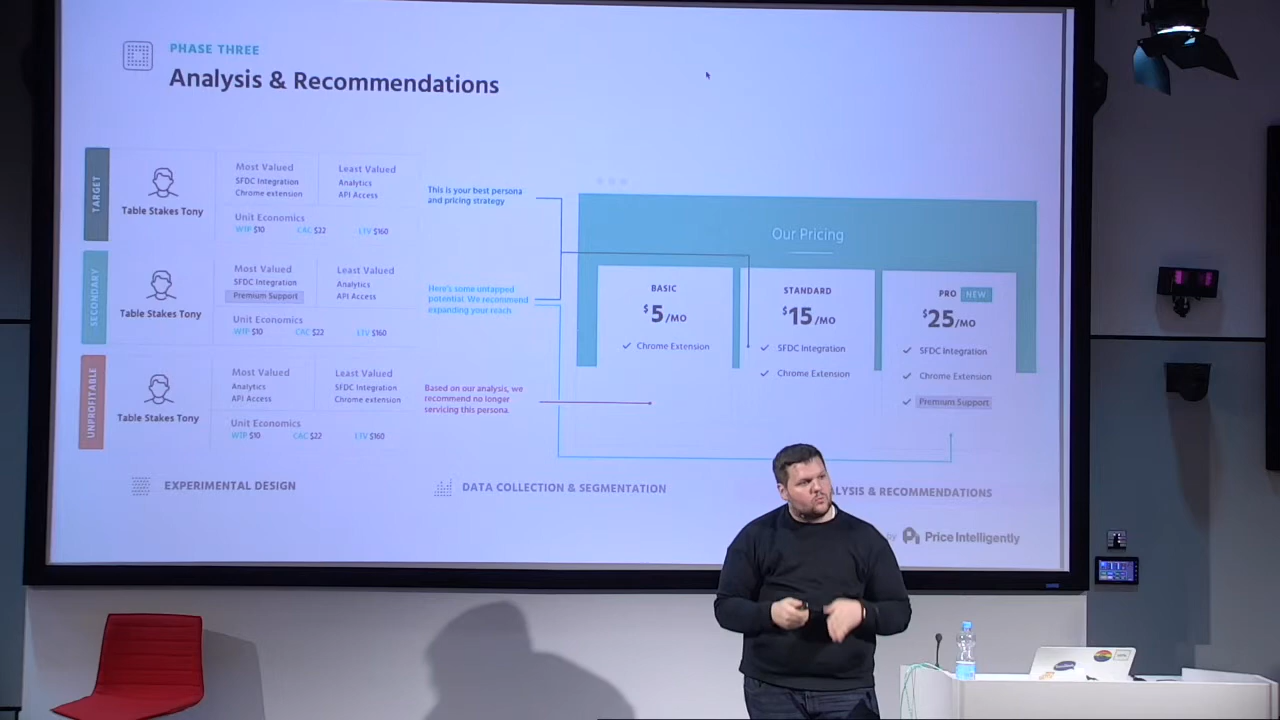 PHASE THREE
Analysis & Recommendations
TARGET
Table Stakes Tony
Most Valued
SFDC Integration
Chrome extension
Least Valued
Analytics
API Access
Unit Economics
WTP $10 CAC $22 LTV $160
This is your best persona
and pricing strategy
SECONDARY
Table Stakes Tony
Most Valued
SFDC Integration
Premium Support
Least Valued
Analytics
API Access
Unit Economics
WTP $10 CAC $22 LTV $160
Here's some untapped
potential. We recommend
expanding your reach
UNPROFITABLE
Table Stakes Tony
Most Valued
Analytics
API Access
Least Valued
SFDC Integration
Chrome extension
Unit Economics
WTP $10 CAC $22 LTV $160
Based on our analysis, we
recommend no longer
servicing this persona.
Our Pricing
BASIC
$5/MO
Chrome Extension
STANDARD
$15/MO
SFDC Integration
Chrome Extension
PRO NEW
$25/MO
SFDC Integration
Chrome Extension
Premium Support
EXPERIMENTAL DESIGN
DATA COLLECTION & SEGMENTATION
ALYSIS & RECOMMENDATIONS
by Price Intelligently